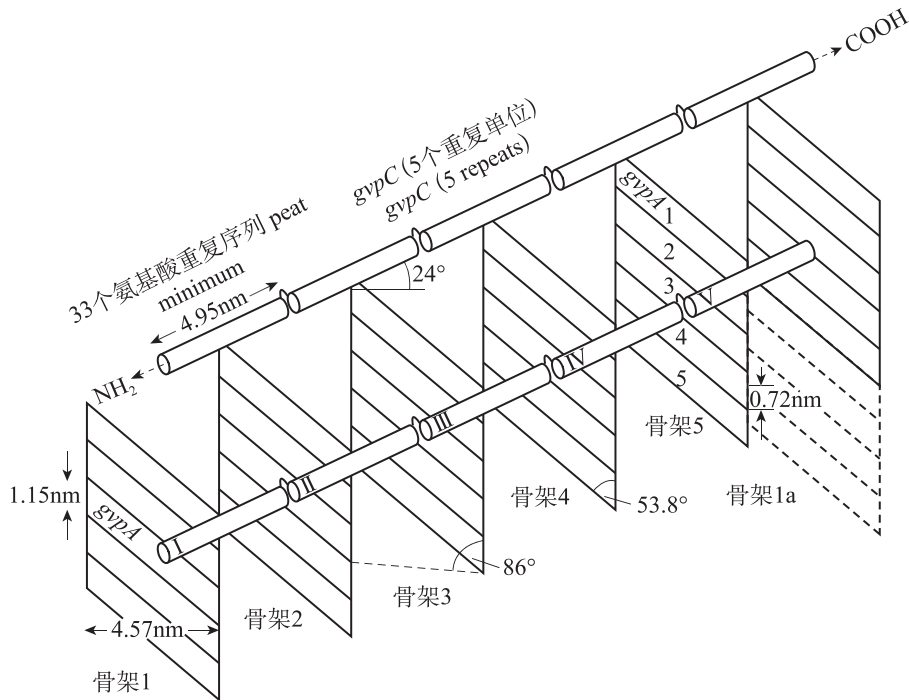 COOH
gvpC (5个重复单位)
gvpC (5 repeats)
33个氨基酸重复序列 peat
minimum
4.95nm
24°
NH₂
gvpA
1
2
3
4
5
V
IV
III
II
I
0.72nm
骨架5
骨架1a
1.15nm
gvpA
骨架4
53.8°
86°
骨架3
骨架2
4.57nm
骨架1